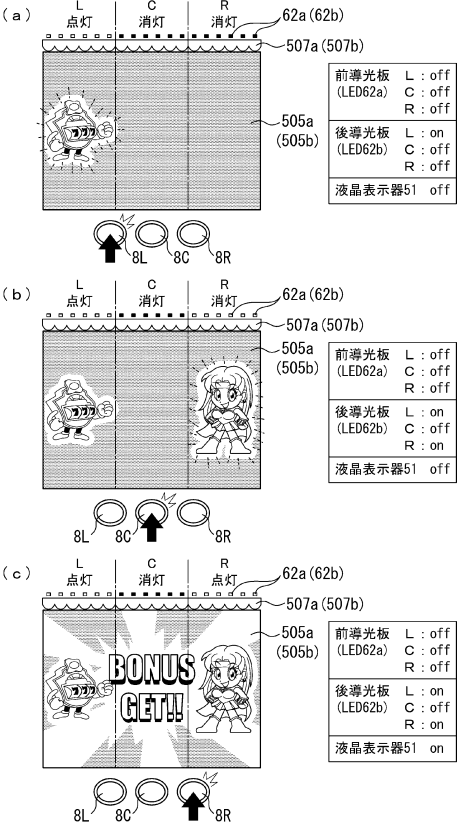 (a)
L C R
点灯 消灯 消灯
62a(62b)
507a(507b)
505a
(505b)
777
8L 8C 8R
前導光板 L:off
(LED62a) C:off
R:off
後導光板 L:on
(LED62b) C:off
R:off
液晶表示器51 off
(b)
L C R
点灯 消灯 消灯
62a(62b)
507a(507b)
505a
(505b)
777
8L 8C 8R
前導光板 L:off
(LED62a) C:off
R:off
後導光板 L:on
(LED62b) C:off
R:on
液晶表示器51 off
(c)
L C R
点灯 消灯 点灯
62a(62b)
507a(507b)
505a
(505b)
777
BONUS
GET!!
8L 8C 8R
前導光板 L:off
(LED62a) C:off
R:off
後導光板 L:on
(LED62b) C:off
R:on
液晶表示器51 on